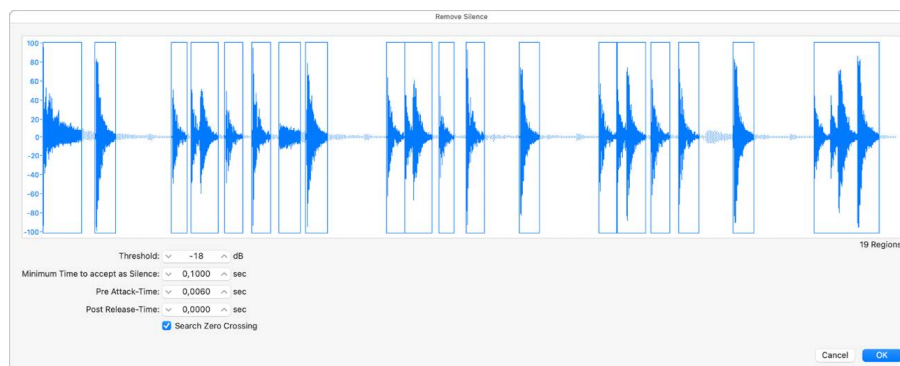 Remove Silence
100
80
60
40
20
0
-20
-40
-60
-80
-100
19 Regions
Threshold: -18 dB
Minimum Time to accept as Silence: 0,1000 sec
Pre Attack-Time: 0,0060 sec
Post Release-Time: 0,0000 sec
Search Zero Crossing
Cancel OK